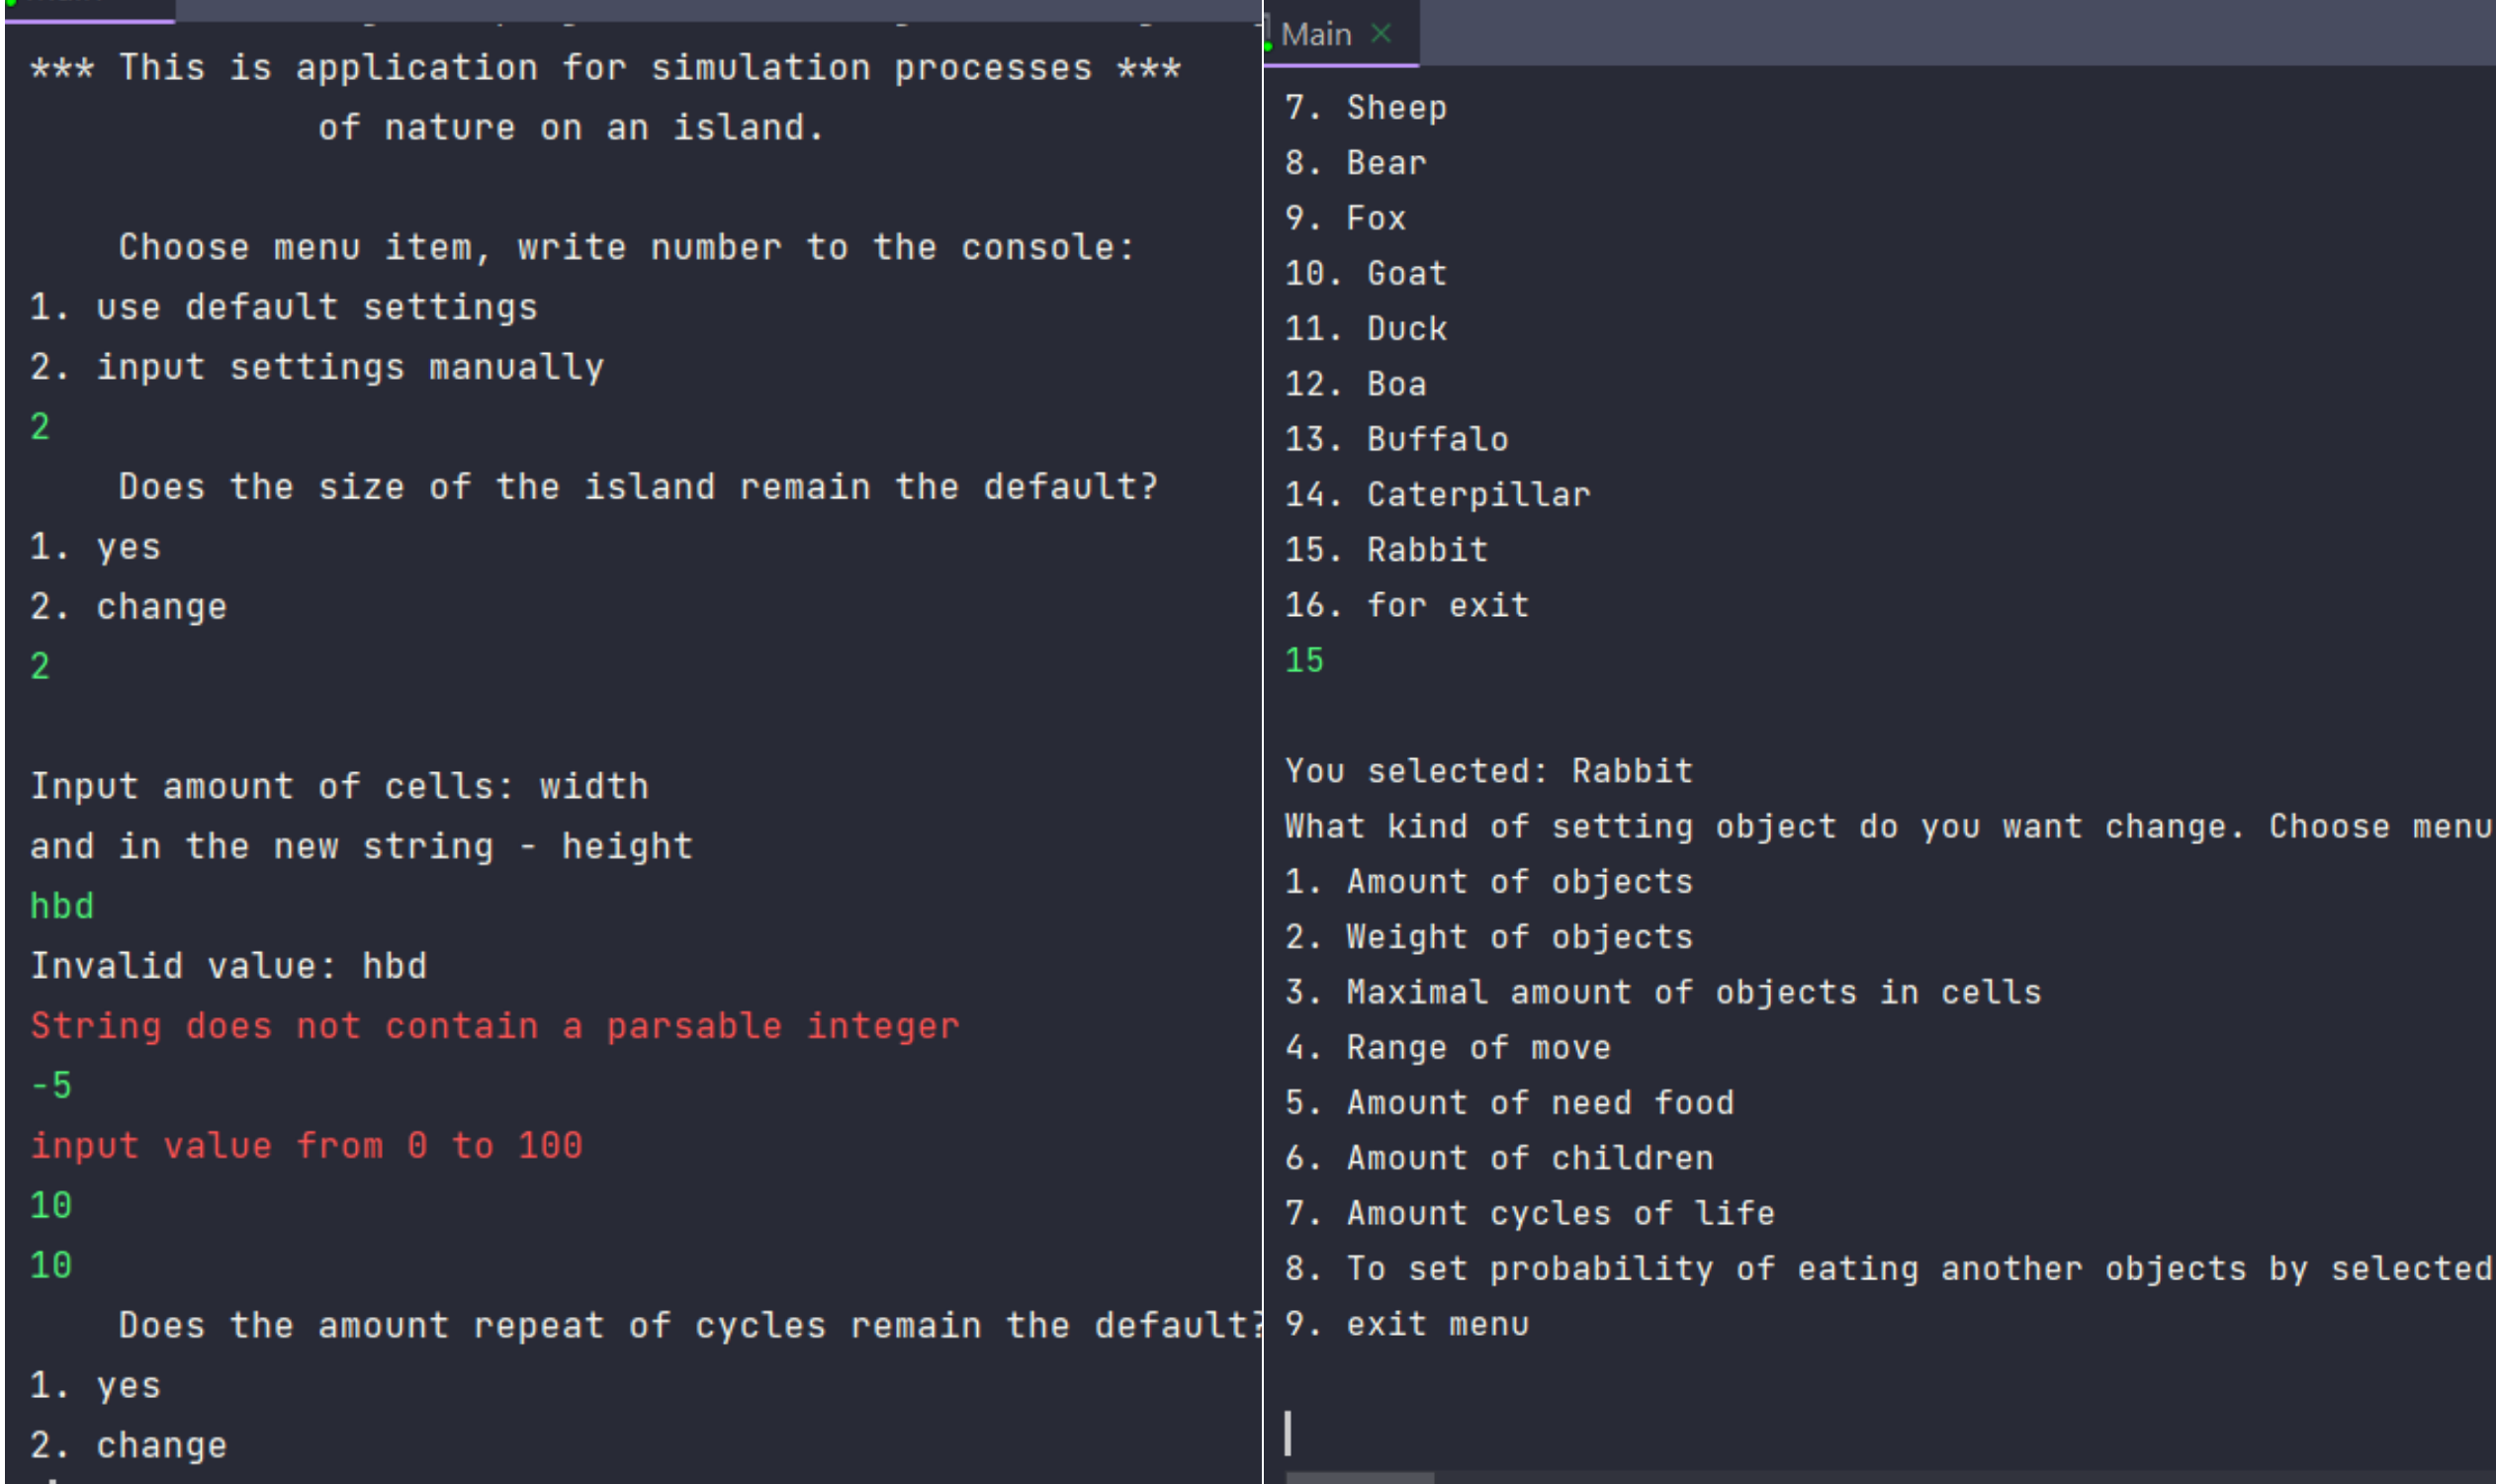 *** This is application for simulation processes ***
of nature on an island.
Choose menu item, write number to the console:
1. use default settings
2. input settings manually
2
Does the size of the island remain the default?
1. yes
2. change
2
Input amount of cells: width
and in the new string - height
hbd
Invalid value: hbd
String does not contain a parsable integer
-5
input value from 0 to 100
10
10
Does the amount repeat of cycles remain the default?
1. yes
2. change
Main ×
7. Sheep
8. Bear
9. Fox
10. Goat
11. Duck
12. Boa
13. Buffalo
14. Caterpillar
15. Rabbit
16. for exit
15
You selected: Rabbit
What kind of setting object do you want change. Choose menu
1. Amount of objects
2. Weight of objects
3. Maximal amount of objects in cells
4. Range of move
5. Amount of need food
6. Amount of children
7. Amount cycles of life
8. To set probability of eating another objects by selected
9. exit menu